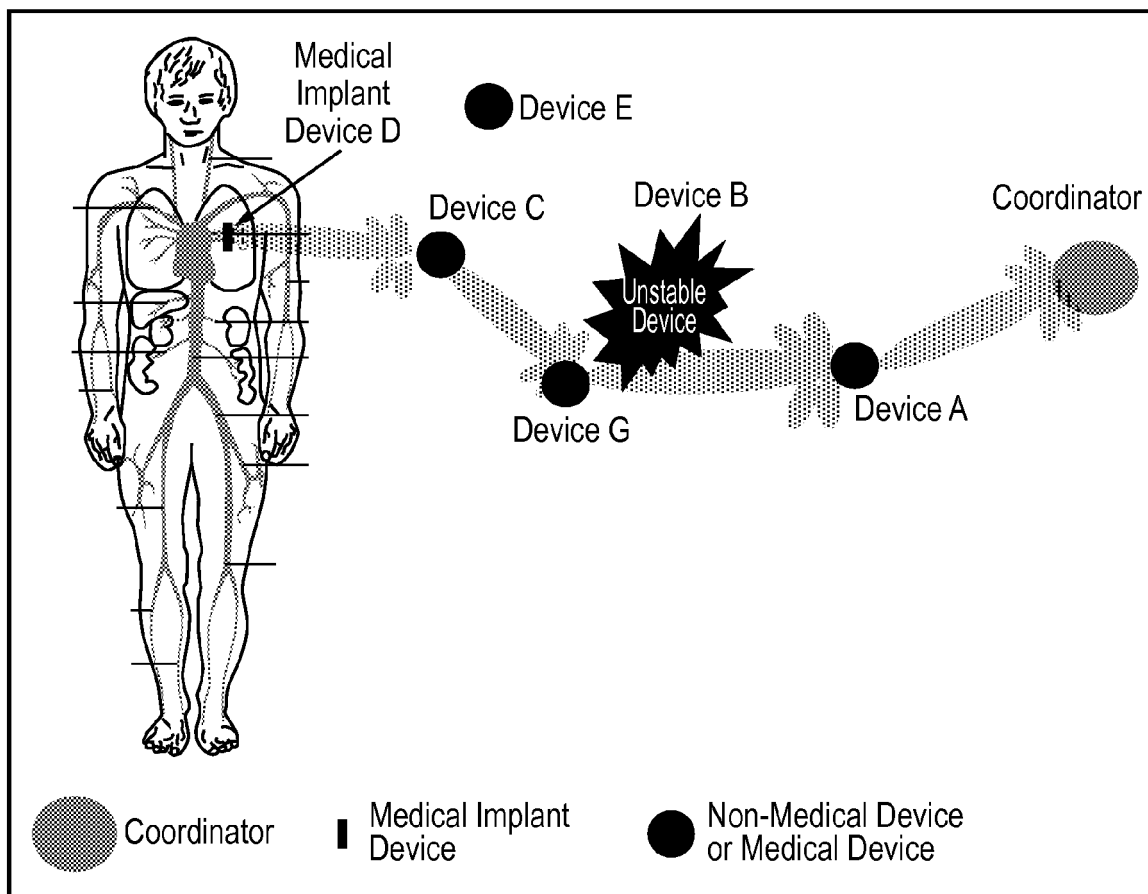 Medical
Implant
Device D
Device E
Device C
Device B
Coordinator
Unstable
Device
Device G
Device A
Coordinator
Medical Implant
Device
Non-Medical Device
or Medical Device